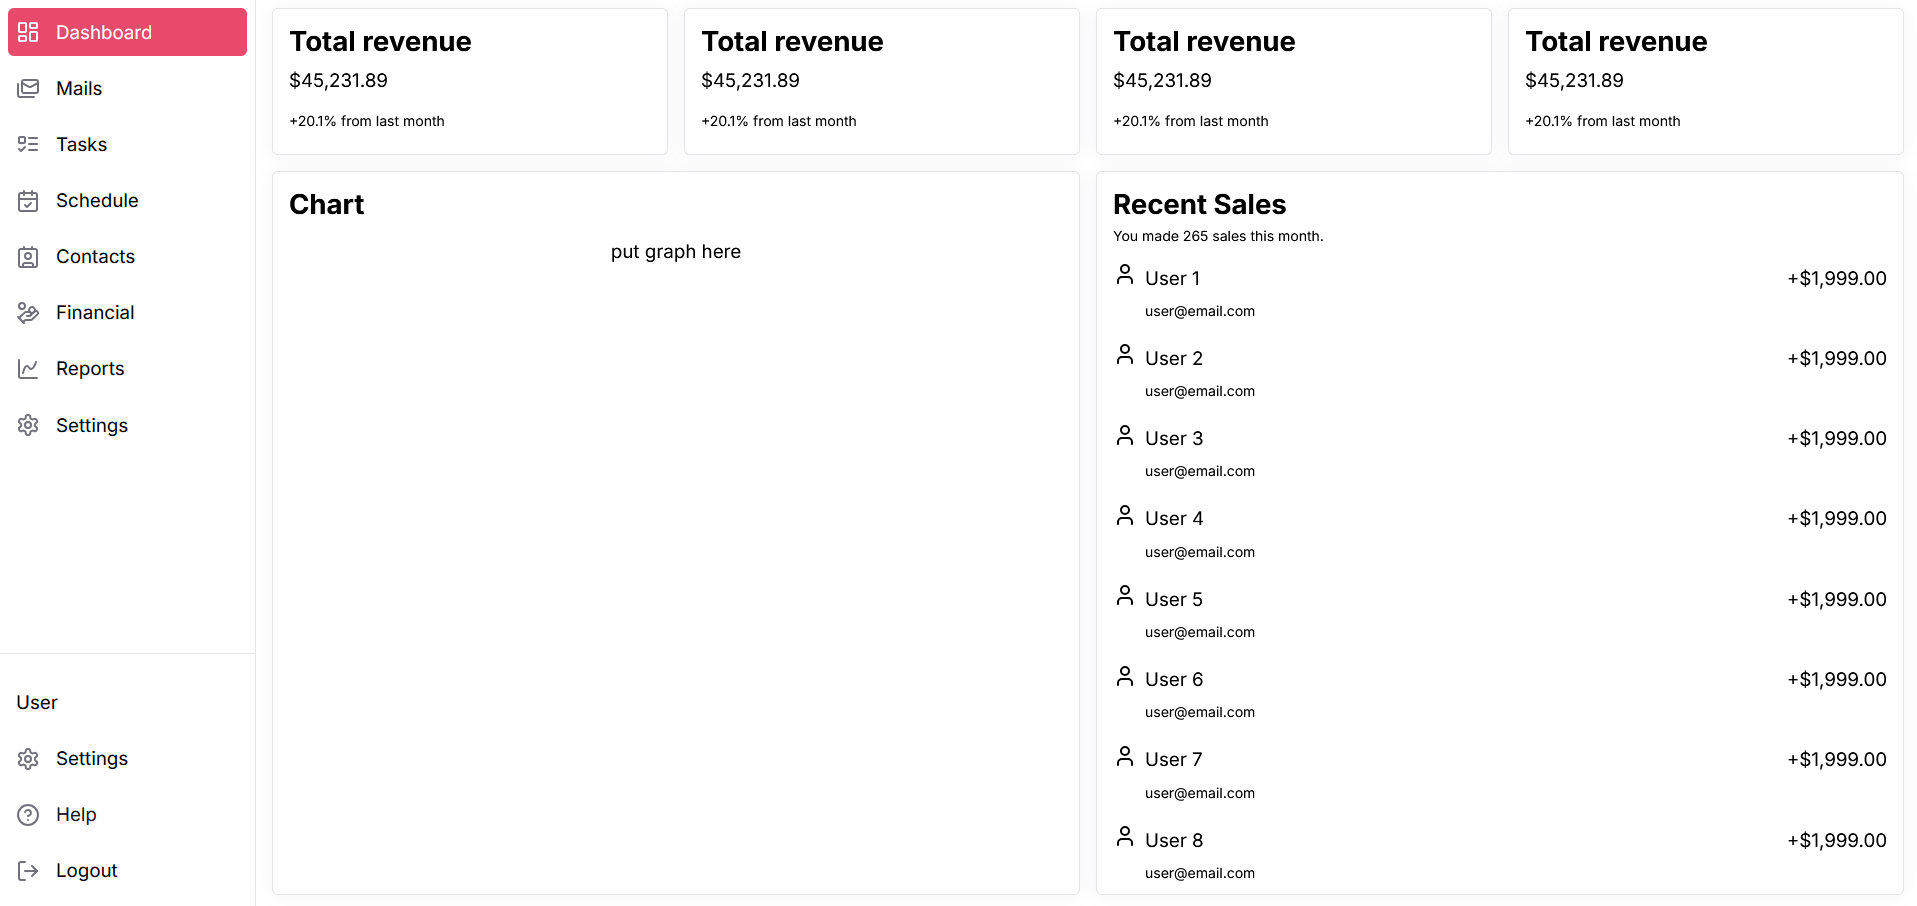 Dashboard
Mails
Tasks
Schedule
Contacts
Financial
Reports
Settings
User
Settings
Help
Logout
Total revenue
$45,231.89
+20.1% from last month
Total revenue
$45,231.89
+20.1% from last month
Total revenue
$45,231.89
+20.1% from last month
Total revenue
$45,231.89
+20.1% from last month
Chart
put graph here
Recent Sales
You made 265 sales this month.
User 1 +$1,999.00
user@email.com
User 2 +$1,999.00
user@email.com
User 3 +$1,999.00
user@email.com
User 4 +$1,999.00
user@email.com
User 5 +$1,999.00
user@email.com
User 6 +$1,999.00
user@email.com
User 7 +$1,999.00
user@email.com
User 8 +$1,999.00
user@email.com